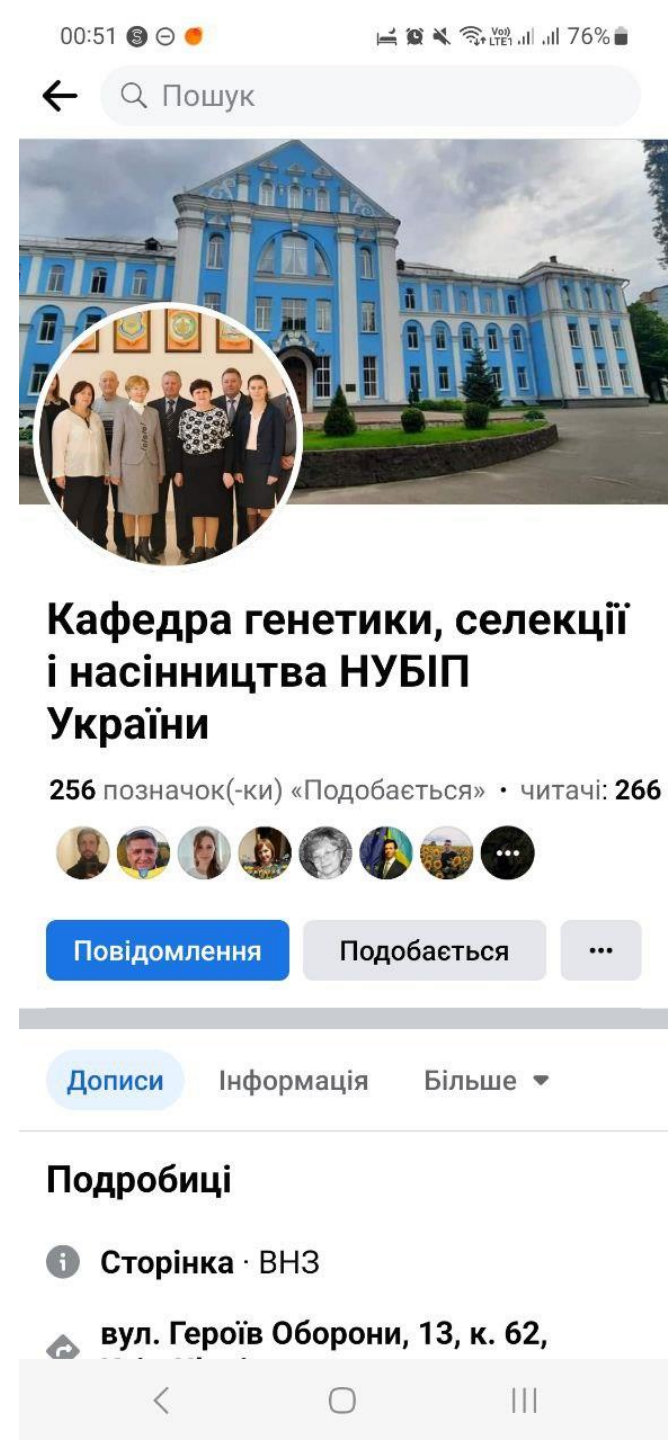 00:51
76%
Пошук
Кафедра генетики, селекції
і насінництва НУБІП
України
256 позначок(-ки) «Подобається» · читачі: 266
Повідомлення Подобається
Дописи Інформація Більше
Подробиці
Сторінка · ВНЗ
вул. Героїв Оборони, 13, к. 62,